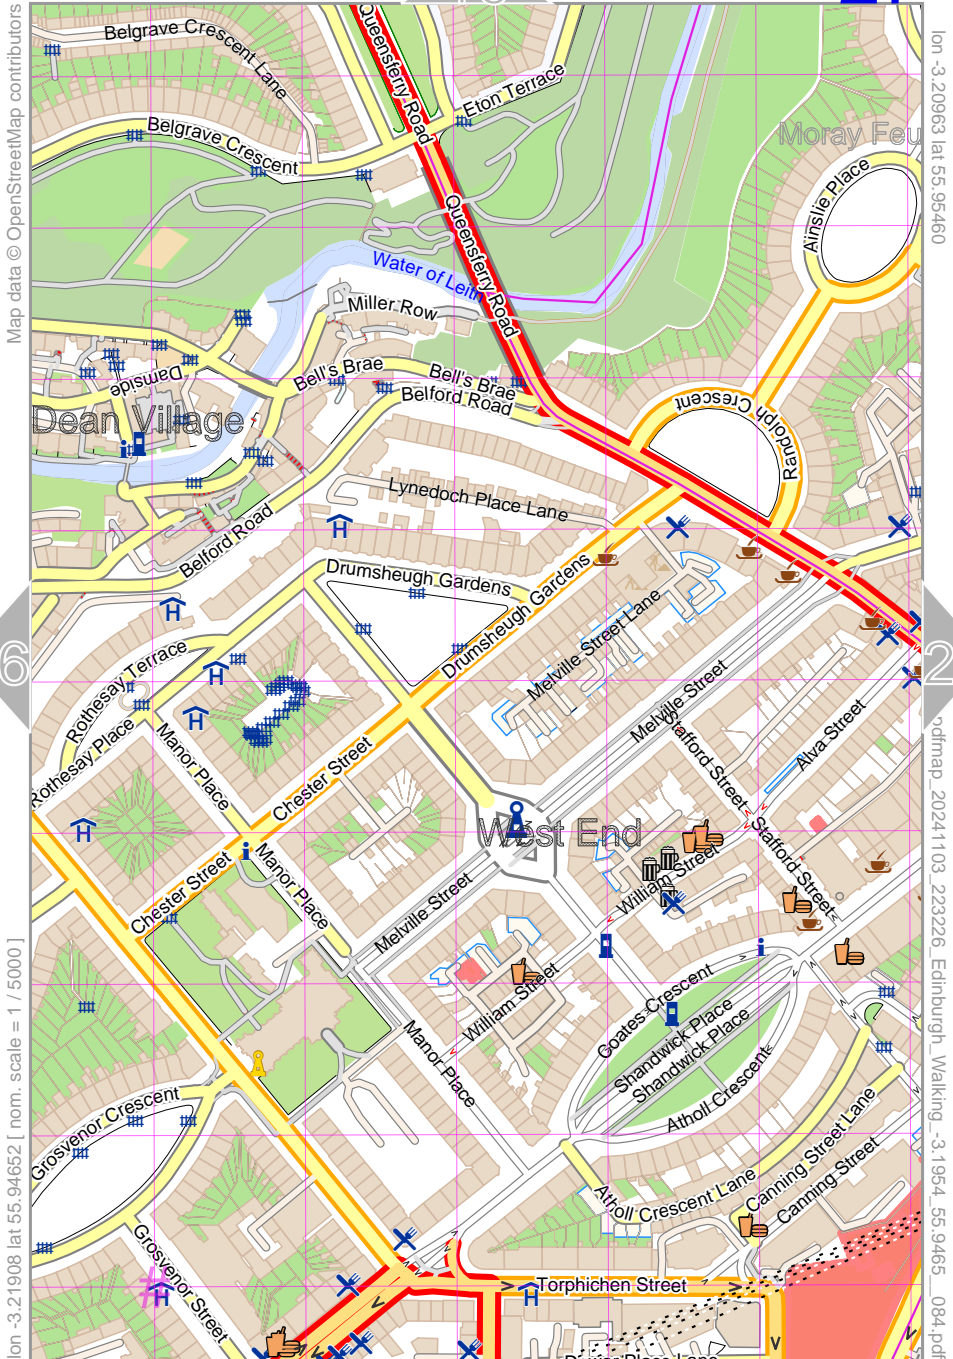 Map data © OpenStreetMap contributors
lon -3.20963 lat 55.95460
Belgrave Crescent Lane
Queensferry Road
Eton Terrace
Belgrave Crescent
Moray Feu
Ainslie Place
Queensferry Road
Water of Leith
Miller Row
Damside
Bell's Brae
Bell's Brae
Belford Road
Randolph Crescent
Dean Village
Lynedoch Place Lane
Belford Road
Drumsheugh Gardens
Drumsheugh Gardens
Melville Street Lane
Rothesay Terrace
6
2
Melville Street
Stafford Street
Alva Street
Rothesay Place
Manor Place
Chester Street
West End
Stafford Street
William Street
Chester Street
Manor Place
Melville Street
William Street
Coates Crescent
Shandwick Place
Shandwick Place
Manor Place
Atholl Crescent
Grosvenor Crescent
Canning Street Lane
Canning Street
Atholl Crescent Lane
Grosvenor Street
Torphichen Street
lon -3.21908 lat 55.94652 [ nom. scale = 1 / 5000 ]
pdfmap_20241103_223226_Edinburgh_Walking_-3.1954_55.9465__084.pdf